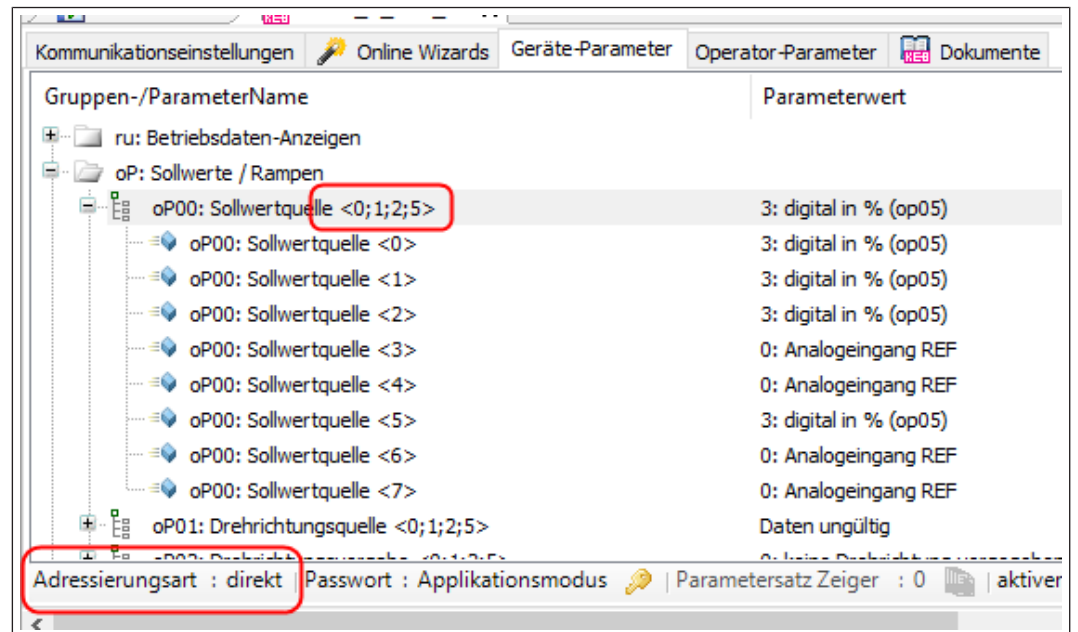 Kommunikationseinstellungen Online Wizards Geräte-Parameter Operator-Parameter KEB Dokumente
Gruppen-/ParameterName Parameterwert
ru: Betriebsdaten-Anzeigen
oP: Sollwerte / Rampen
oP00: Sollwertquelle <0;1;2;5> 3: digital in % (op05)
oP00: Sollwertquelle <0> 3: digital in % (op05)
oP00: Sollwertquelle <1> 3: digital in % (op05)
oP00: Sollwertquelle <2> 3: digital in % (op05)
oP00: Sollwertquelle <3> 0: Analogeingang REF
oP00: Sollwertquelle <4> 0: Analogeingang REF
oP00: Sollwertquelle <5> 3: digital in % (op05)
oP00: Sollwertquelle <6> 0: Analogeingang REF
oP00: Sollwertquelle <7> 0: Analogeingang REF
oP01: Drehrichtungsquelle <0;1;2;5> Daten ungültig
Adressierungsart : direkt | Passwort : Applikationsmodus | Parametersatz Zeiger : 0 | aktiver